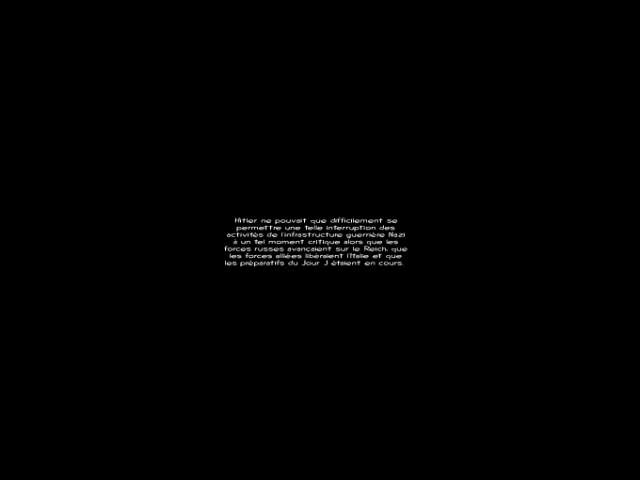 Hitler ne pouvait que difficilement se
permettre une telle interruption des
activités de l'infrastructure guerrière Nazi
à un tel moment critique alors que les
forces russes avançaient sur le Reich, que
les forces alliées libéraient l'Italie et que
les préparatifs du Jour J étaient en cours.